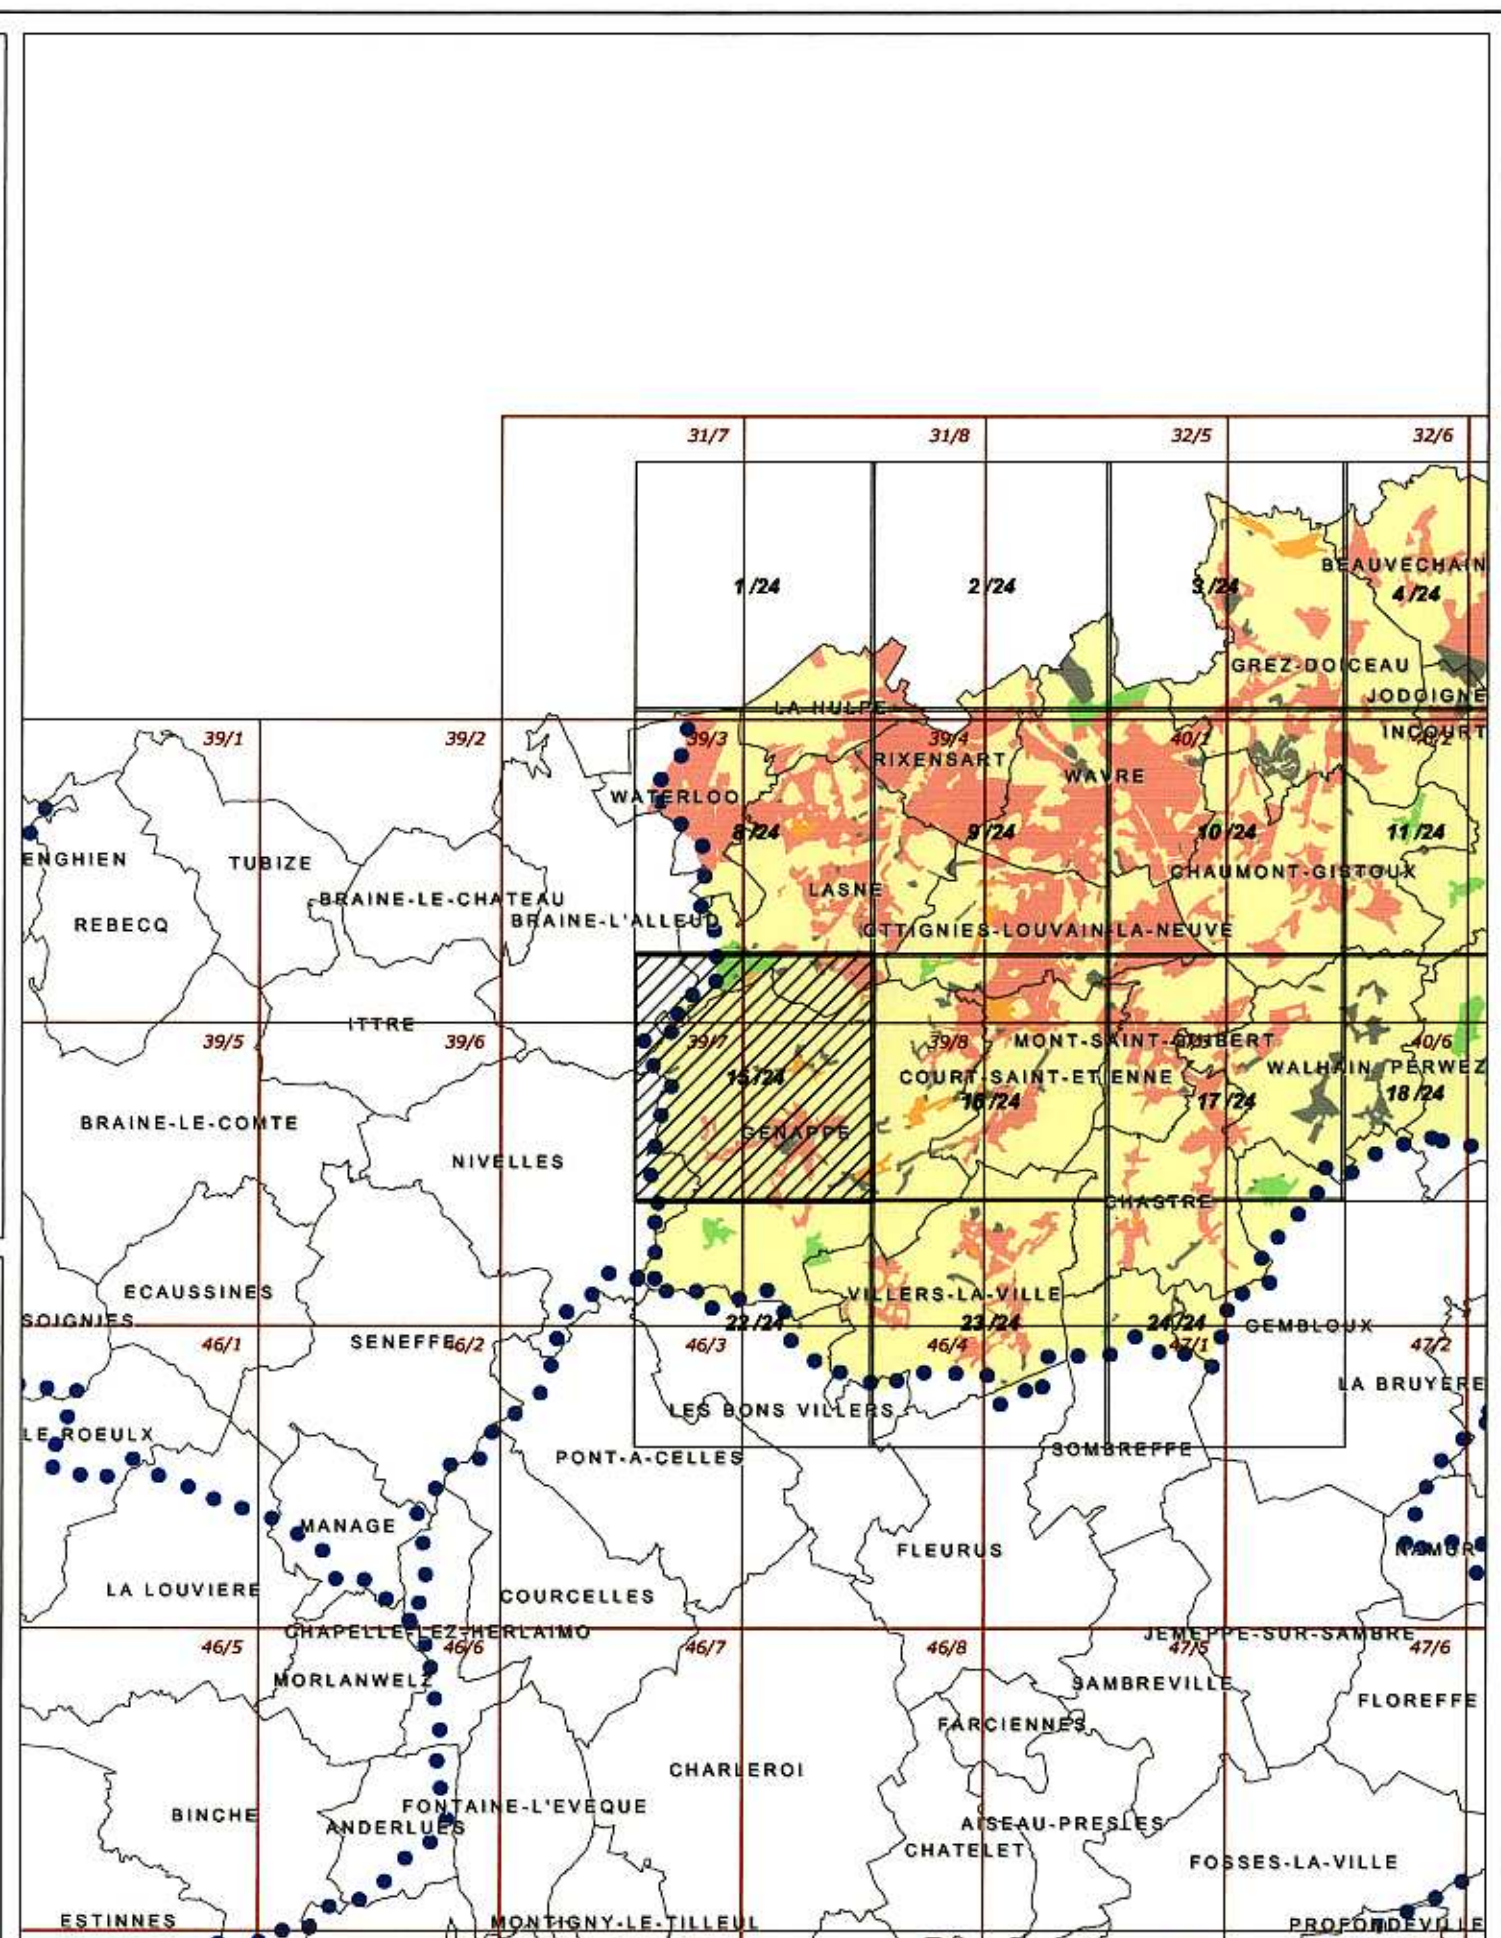 31/7 31/8 32/5 32/6
BEAUVECHAIN
1 /24 2 /24 3 /24 4 /24
GREZ-DOICEAU
JODOIGNE
LA HULPE
INCOURT
39/1 39/2 39/3 39/4 40/1
RIXENSART
WAVRE
WATERLOO
8 /24 9 /24 10 /24 11 /24
ENGHIEN
TUBIZE
CHAUMONT-GISTOUX
LASNE
BRAINE-LE-CHATEAU
BRAINE-L'ALLEUD
REBECQ
OTTIGNIES-LOUVAIN-LA-NEUVE
ITTRE
39/5 39/6 39/7 39/8 40/6
MONT-SAINT-GUIBERT
WALHAIN PERWEZ
COURT-SAINT-ETIENNE
15 /24 16 /24 17 /24 18 /24
BRAINE-LE-COMTE
GENAPPE
NIVELLES
CHASTRE
ECAUSSINES
VILLERS-LA-VILLE
SOIGNIES
22 /24 23 /24 24 /24
GEMBLOUX
SENEFFE
46/1 46/2 46/3 46/4 47/1 47/2
LA BRUYERE
LES BONS VILLERS
LE ROEULX
SOMBREFFE
PONT-A-CELLES
MANAGE
FLEURUS
NAMUR
LA LOUVIERE
COURCELLES
CHAPELLE-LEZ-HERLAIMO
JEMEPPE-SUR-SAMBRE
46/5 46/6 46/7 46/8 47/5 47/6
MORLANWELZ
SAMBREVILLE
FLOREFFE
FARCIENNES
CHARLEROI
FONTAINE-L'EVEQUE
BINCHE
ANDERLUES
AISEAU-PRESLES
CHATELET
FOSSES-LA-VILLE
ESTINNES
MONTIGNY-LE-TILLEUL
PROFONDEVILLE